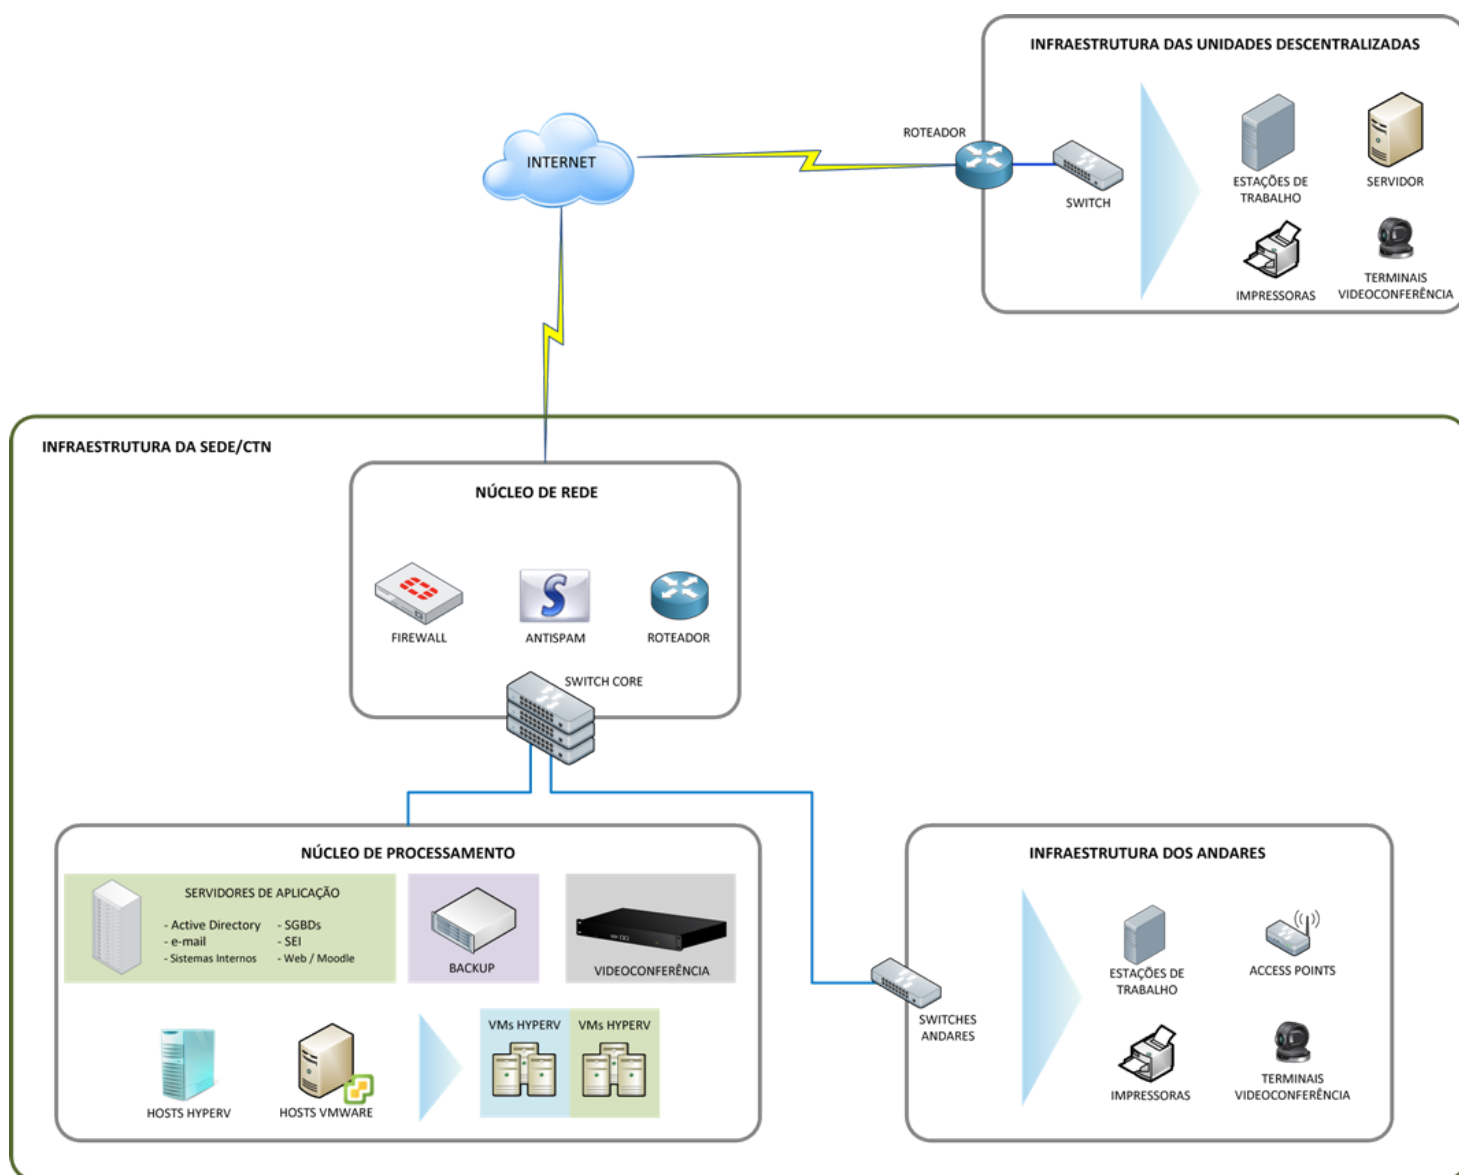 INFRAESTRUTURA DAS UNIDADES DESCENTRALIZADAS
INTERNET
ROTEADOR
SWITCH
ESTAÇÕES DE
TRABALHO
SERVIDOR
IMPRESSORAS
TERMINAIS
VIDEOCONFERÊNCIA
INFRAESTRUTURA DA SEDE/CTN
NÚCLEO DE REDE
FIREWALL
ANTISPAM
ROTEADOR
SWITCH CORE
NÚCLEO DE PROCESSAMENTO
SERVIDORES DE APLICAÇÃO
- Active Directory
- e-mail
- Sistemas Internos
- SGBDs
- SEI
- Web / Moodle
BACKUP
VIDEOCONFERÊNCIA
HOSTS HYPERV
HOSTS VMWARE
VMs HYPERV
VMs HYPERV
INFRAESTRUTURA DOS ANDARES
SWITCHES
ANDARES
ESTAÇÕES DE
TRABALHO
ACCESS POINTS
IMPRESSORAS
TERMINAIS
VIDEOCONFERÊNCIA